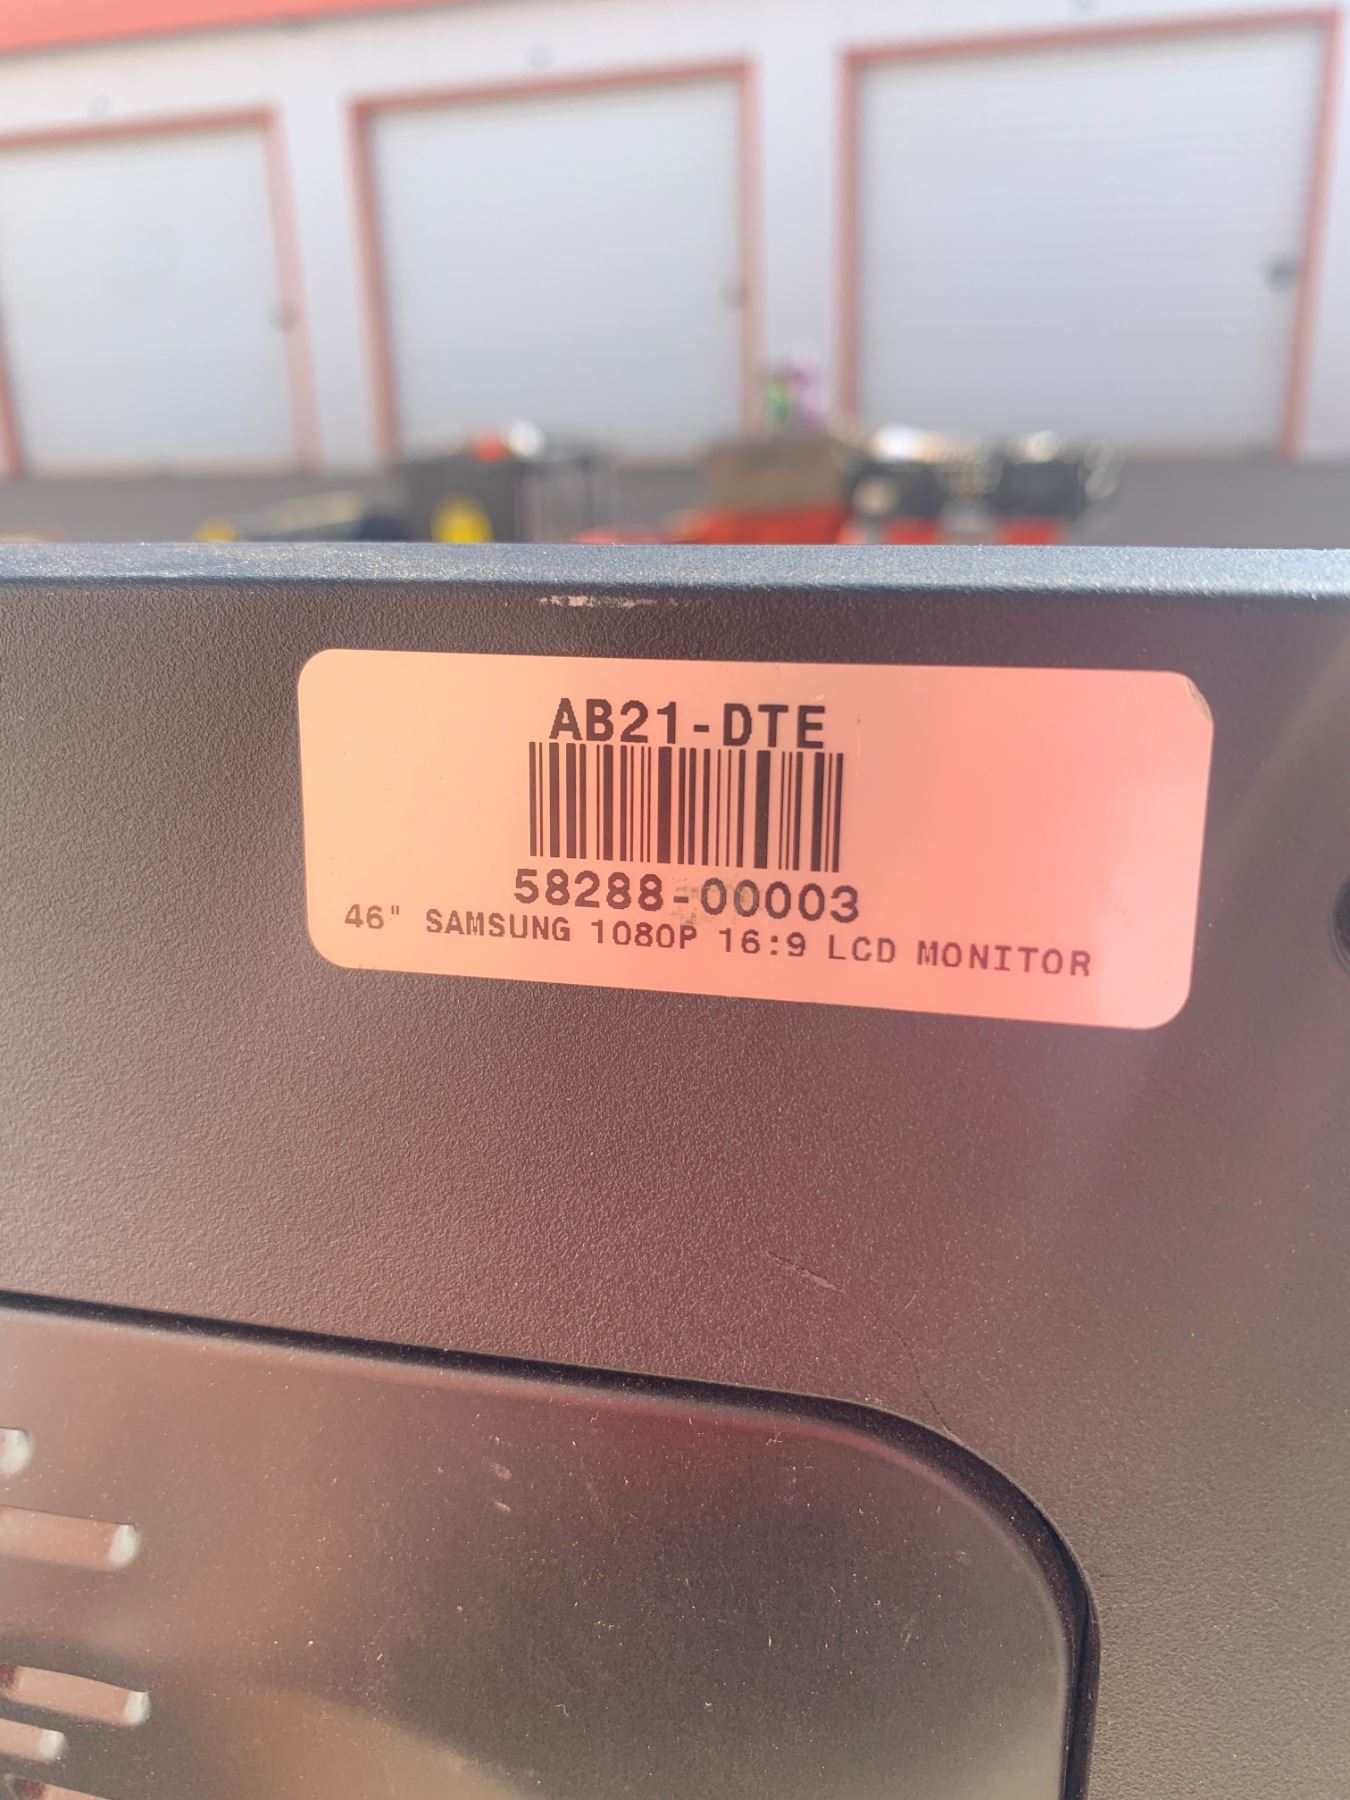 AB21-DTE
58288-00003
46" SAMSUNG 1080P 16:9 LCD MONITOR